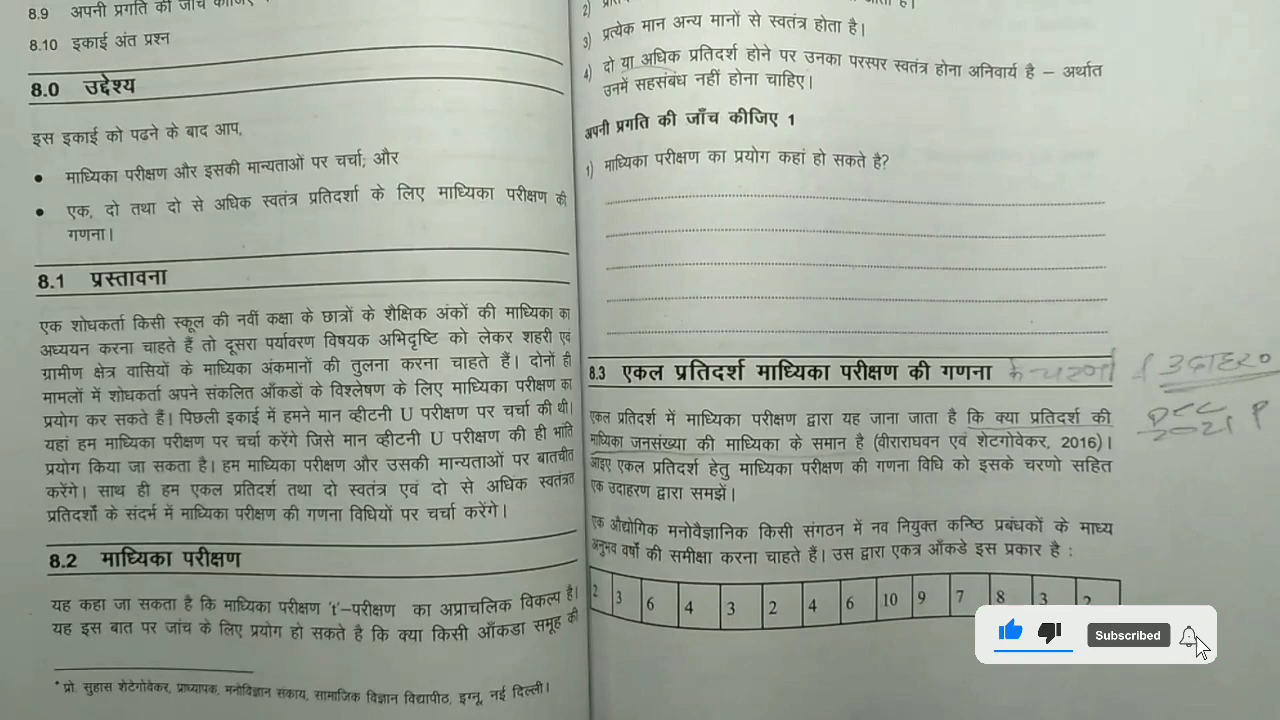 8.9 अपनी प्रगति की जाँच कीजिए
8.10 इकाई अंत प्रश्न
8.0 उद्देश्य
इस इकाई को पढने के बाद आप,
• माध्यिका परीक्षण और इसकी मान्यताओं पर चर्चा; और
• एक, दो तथा दो से अधिक स्वतंत्र प्रतिदर्शा के लिए माध्यिका परीक्षण की
गणना।
8.1 प्रस्तावना
एक शोधकर्ता किसी स्कूल की नवीं कक्षा के छात्रों के शैक्षिक अंकों की माध्यिका का
अध्ययन करना चाहते हैं तो दूसरा पर्यावरण विषयक अभिदृष्टि को लेकर शहरी एवं
ग्रामीण क्षेत्र वासियों के माध्यिका अंकमानों की तुलना करना चाहते हैं। दोनों ही
मामलों में शोधकर्ता अपने संकलित आँकडों के विश्लेषण के लिए माध्यिका परीक्षण का
प्रयोग कर सकते हैं। पिछली इकाई में हमने मान व्हीटनी U परीक्षण पर चर्चा की थी।
यहां हम माध्यिका परीक्षण पर चर्चा करेंगे जिसे मान व्हीटनी U परीक्षण की ही भांति
प्रयोग किया जा सकता है। हम माध्यिका परीक्षण और उसकी मान्यताओं पर बातचीत
करेंगे। साथ ही हम एकल प्रतिदर्श तथा दो स्वतंत्र एवं दो से अधिक स्वतंत्रत
प्रतिदर्शों के संदर्भ में माध्यिका परीक्षण की गणना विधियों पर चर्चा करेंगे।
8.2 माध्यिका परीक्षण
यह कहा जा सकता है कि माध्यिका परीक्षण 't'–परीक्षण का अप्राचलिक विकल्प है।
यह इस बात पर जांच के लिए प्रयोग हो सकते है कि क्या किसी आँकडा समूह की
* प्रो. सुहास शेटेगोवेकर, प्राध्यापक, मनोविज्ञान संकाय, सामाजिक विज्ञान विद्यापीठ, इग्नू, नई दिल्ली।
2)
3) प्रत्येक मान अन्य मानों से स्वतंत्र होता है।
4) दो या अधिक प्रतिदर्श होने पर उनका परस्पर स्वतंत्र होना अनिवार्य है – अर्थात
उनमें सहसंबंध नहीं होना चाहिए।
अपनी प्रगति की जाँच कीजिए 1
1) माध्यिका परीक्षण का प्रयोग कहां हो सकते है?
8.3 एकल प्रतिदर्श माध्यिका परीक्षण की गणना के चरणों
उदाहरण
DEC
2021
एकल प्रतिदर्श में माध्यिका परीक्षण द्वारा यह जाना जाता है कि क्या प्रतिदर्श की
माध्यिका जनसंख्या की माध्यिका के समान है (वीराराघवन एवं शेटगोवेकर, 2016)।
आइए एकल प्रतिदर्श हेतु माध्यिका परीक्षण की गणना विधि को इसके चरणो सहित
एक उदाहरण द्वारा समझें।
एक औद्योगिक मनोवैज्ञानिक किसी संगठन में नव नियुक्त कनिष्ठि प्रबंधकों के माध्य
अनुभव वर्षों की समीक्षा करना चाहते हैं। उस द्वारा एकत्र आँकडे इस प्रकार है :
2 3 6 4 3 2 4 6 10 9 7 8 3 2
Subscribed